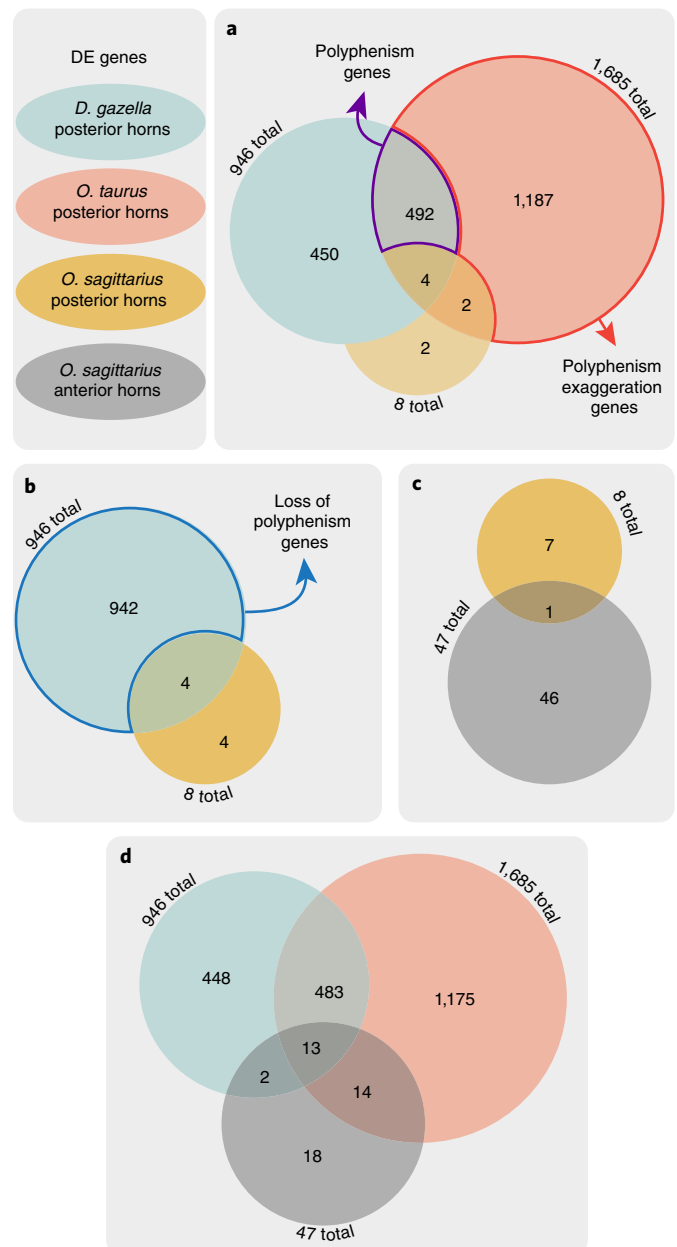 DE genes
D. gazella
posterior horns
O. taurus
posterior horns
O. sagittarius
posterior horns
O. sagittarius
anterior horns
a
Polyphenism
genes
946 total
1,685 total
492
1,187
450
4
2
2
8 total
Polyphenism
exaggeration
genes
b
946 total
Loss of
polyphenism
genes
942
4
4
8 total
c
8 total
7
47 total
1
46
d
946 total
1,685 total
448
483
1,175
13
2
14
18
47 total